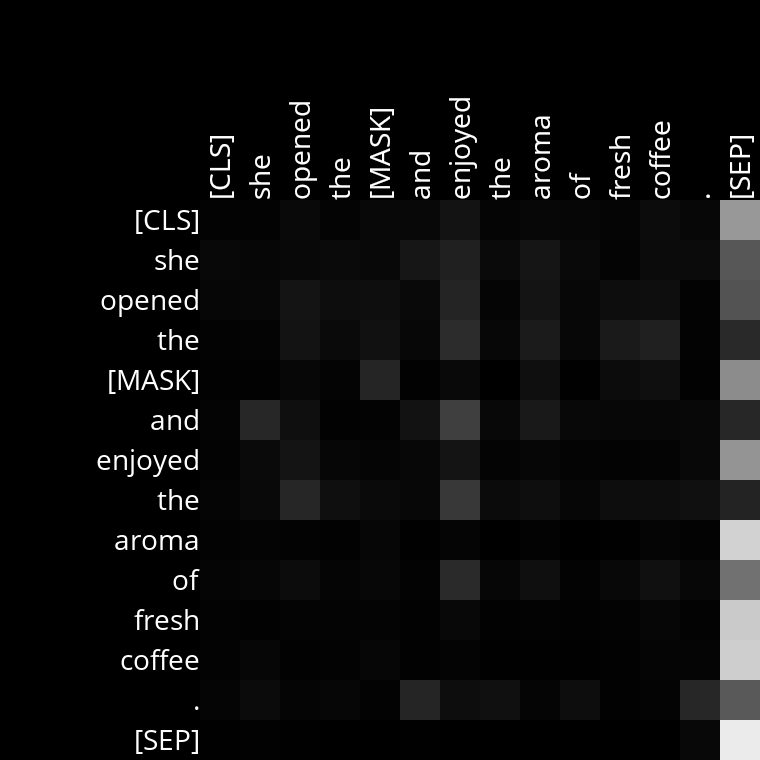 [CLS] she opened the [MASK] and enjoyed the aroma of fresh coffee . [SEP]
[CLS]
she
opened
the
[MASK]
and
enjoyed
the
aroma
of
fresh
coffee
.
[SEP]